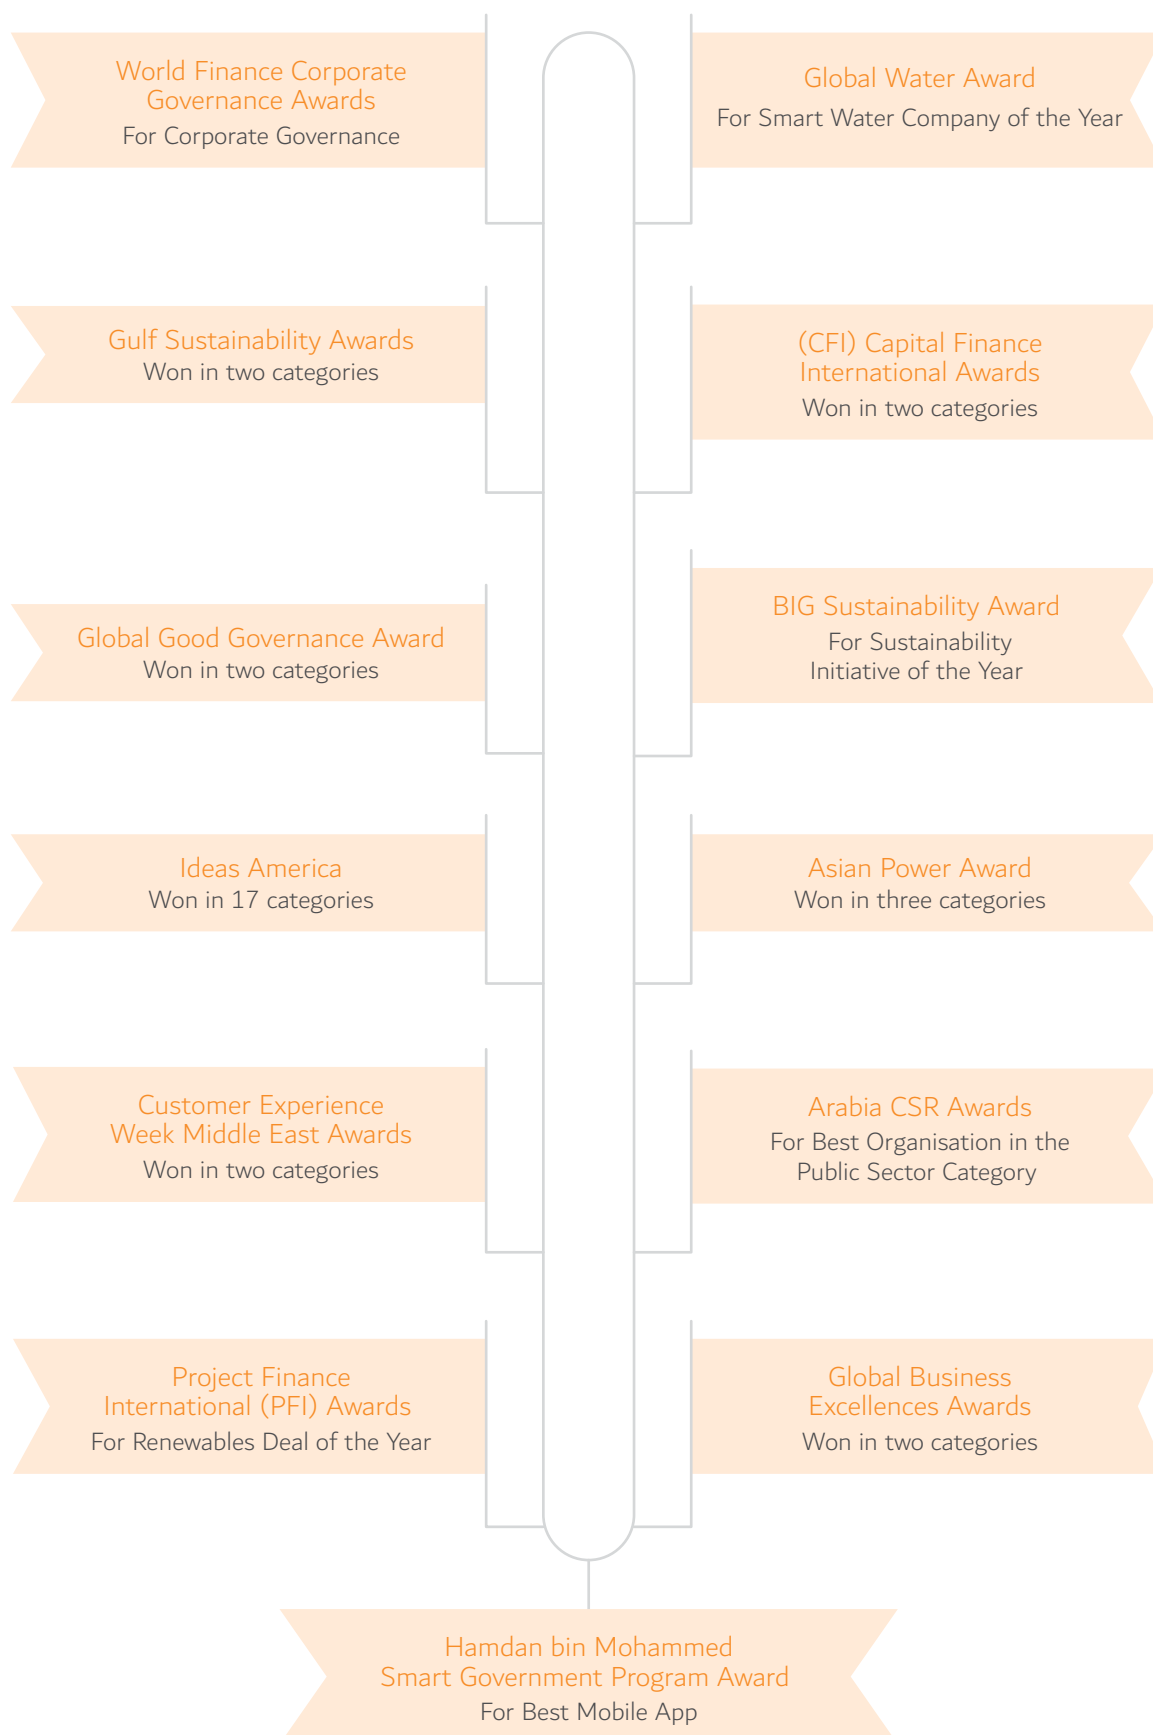 World Finance Corporate
Governance Awards
For Corporate Governance
Global Water Award
For Smart Water Company of the Year
Gulf Sustainability Awards
Won in two categories
(CFI) Capital Finance
International Awards
Won in two categories
Global Good Governance Award
Won in two categories
BIG Sustainability Award
For Sustainability
Initiative of the Year
Ideas America
Won in 17 categories
Asian Power Award
Won in three categories
Customer Experience
Week Middle East Awards
Won in two categories
Arabia CSR Awards
For Best Organisation in the
Public Sector Category
Project Finance
International (PFI) Awards
For Renewables Deal of the Year
Global Business
Excellences Awards
Won in two categories
Hamdan bin Mohammed
Smart Government Program Award
For Best Mobile App